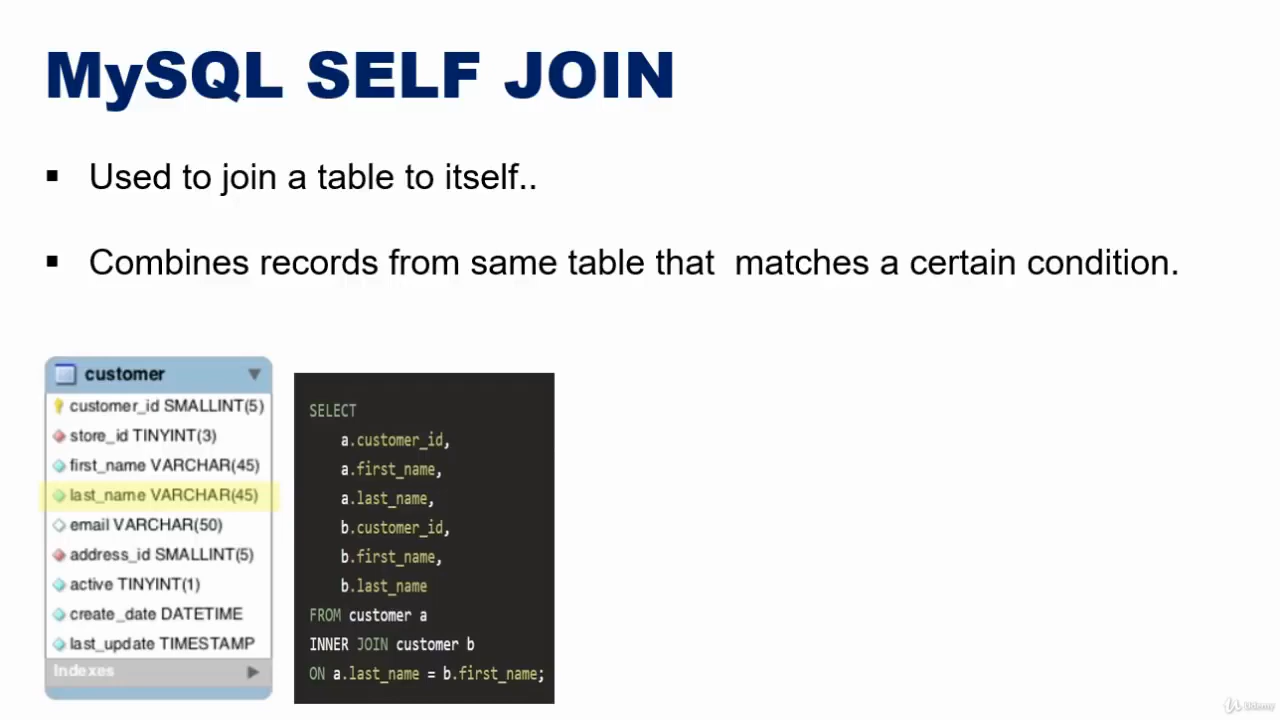 MySQL SELF JOIN
▪ Used to join a table to itself..
▪ Combines records from same table that  matches a certain condition.
customer
customer_id SMALLINT(5)
store_id TINYINT(3)
first_name VARCHAR(45)
last_name VARCHAR(45)
email VARCHAR(50)
address_id SMALLINT(5)
active TINYINT(1)
create_date DATETIME
last_update TIMESTAMP
Indexes
SELECT
a.customer_id,
a.first_name,
a.last_name,
b.customer_id,
b.first_name,
b.last_name
FROM customer a
INNER JOIN customer b
ON a.last_name = b.first_name;
Udemy